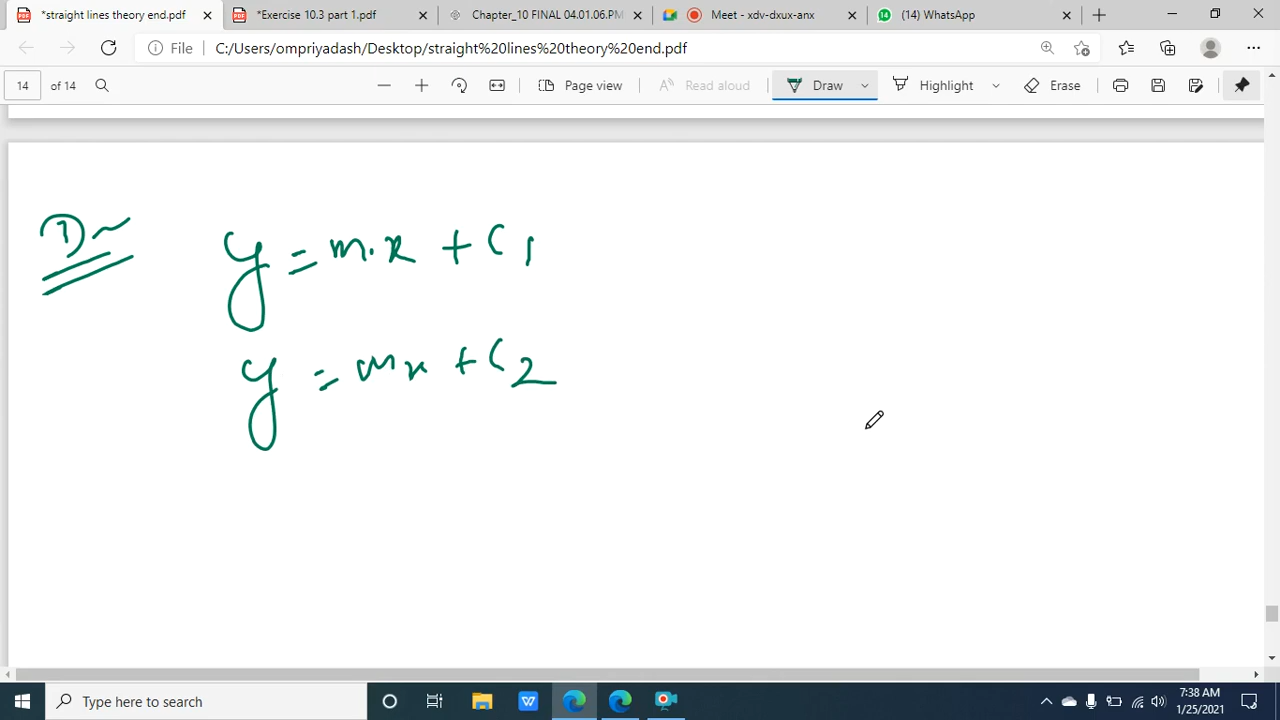 *straight lines theory end.pdf
*Exercise 10.3 part 1.pdf
Chapter_10 FINAL 04.01.06.PM
Meet - xdv-dxux-anx
(14) WhatsApp
File C:/Users/ompriyadash/Desktop/straight%20lines%20theory%20end.pdf
14 of 14 Page view Read aloud Draw Highlight Erase
y = m.x + C1
y = mx + C2
Type here to search
7:38 AM
1/25/2021